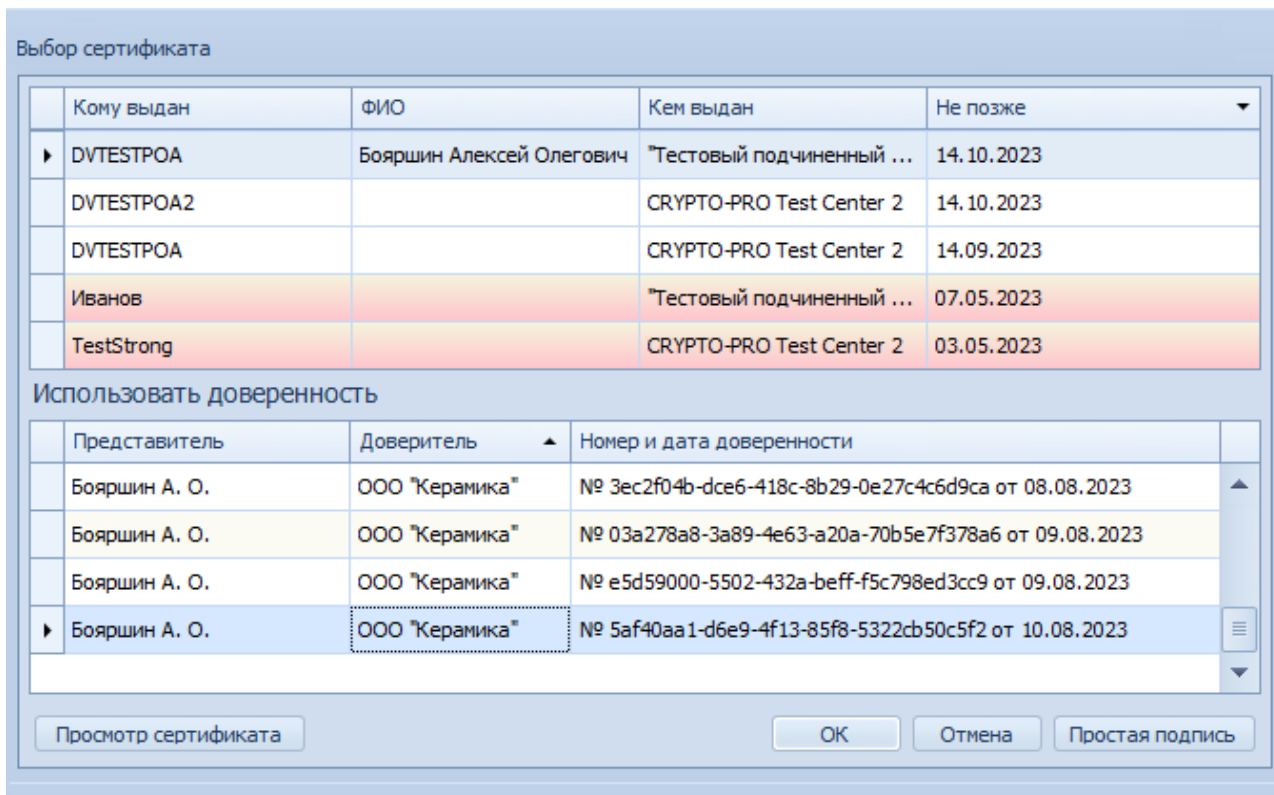 Выбор сертификата
Кому выдан ФИО Кем выдан Не позже
DVTESTPOA Бояршин Алексей Олегович "Тестовый подчиненный ... 14.10.2023
DVTESTPOA2 CRYPTO-PRO Test Center 2 14.10.2023
DVTESTPOA CRYPTO-PRO Test Center 2 14.09.2023
Иванов "Тестовый подчиненный ... 07.05.2023
TestStrong CRYPTO-PRO Test Center 2 03.05.2023
Использовать доверенность
Представитель Доверитель Номер и дата доверенности
Бояршин А. О. ООО "Керамика" № 3ec2f04b-dce6-418c-8b29-0e27c4c6d9ca от 08.08.2023
Бояршин А. О. ООО "Керамика" № 03a278a8-3a89-4e63-a20a-70b5e7f378a6 от 09.08.2023
Бояршин А. О. ООО "Керамика" № e5d59000-5502-432a-beff-f5c798ed3cc9 от 09.08.2023
Бояршин А. О. ООО "Керамика" № 5af40aa1-d6e9-4f13-85f8-5322cb50c5f2 от 10.08.2023
Просмотр сертификата ОК Отмена Простая подпись